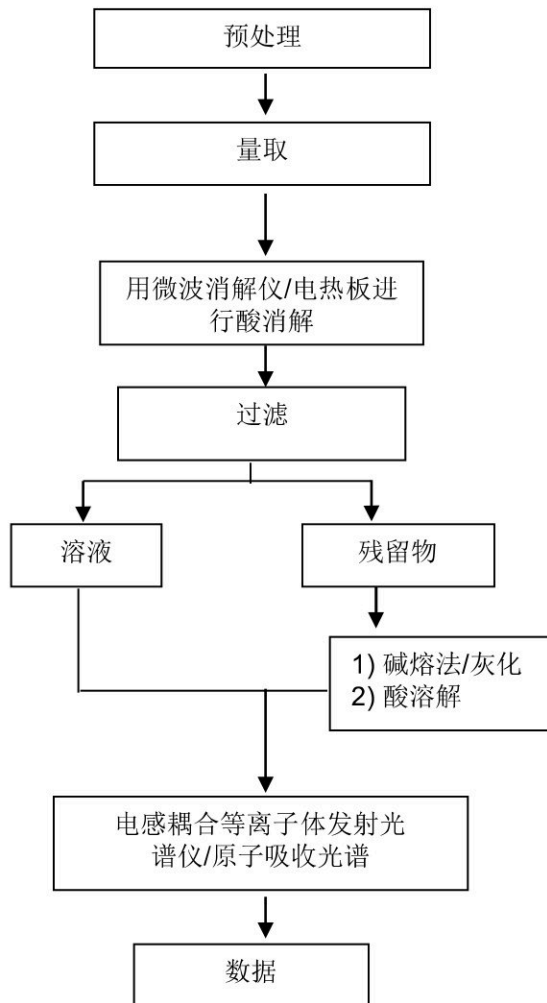 预处理
量取
用微波消解仪/电热板进
行酸消解
过滤
溶液
残留物
1) 碱熔法/灰化
2) 酸溶解
电感耦合等离子体发射光
谱仪/原子吸收光谱
数据